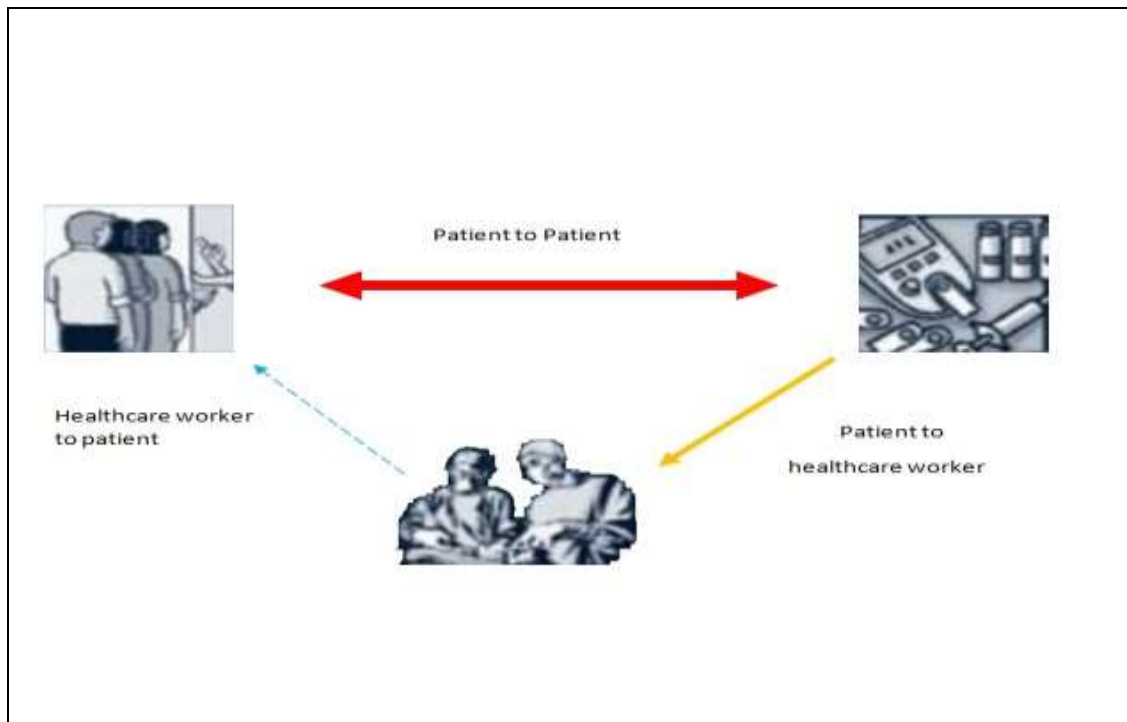 Patient to Patient
Healthcare worker
to patient
Patient to
healthcare worker